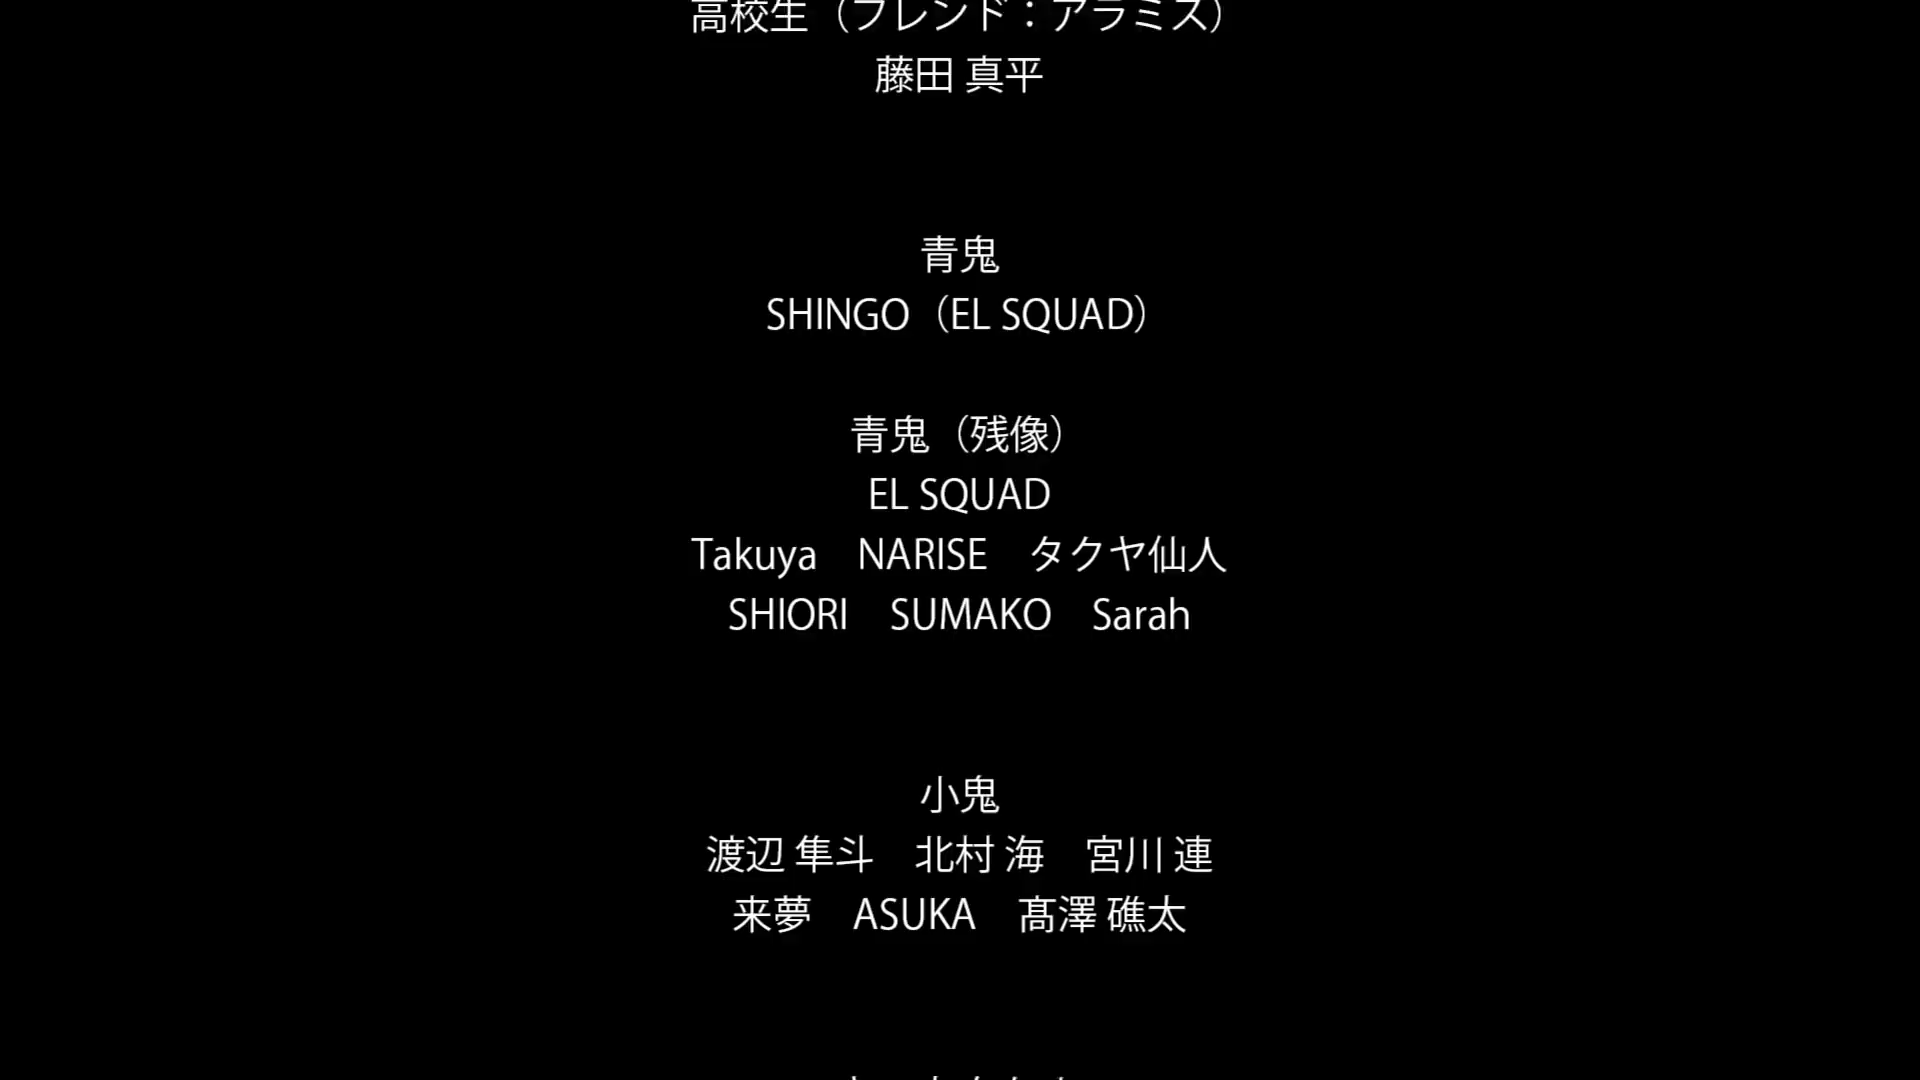 高校生（フレンド：アラミス）
藤田 真平
青鬼
SHINGO（EL SQUAD）
青鬼（残像）
EL SQUAD
Takuya　NARISE　タクヤ仙人
SHIORI　SUMAKO　Sarah
小鬼
渡辺 隼斗　北村 海　宮川 連
来夢　ASUKA　髙澤 礁太